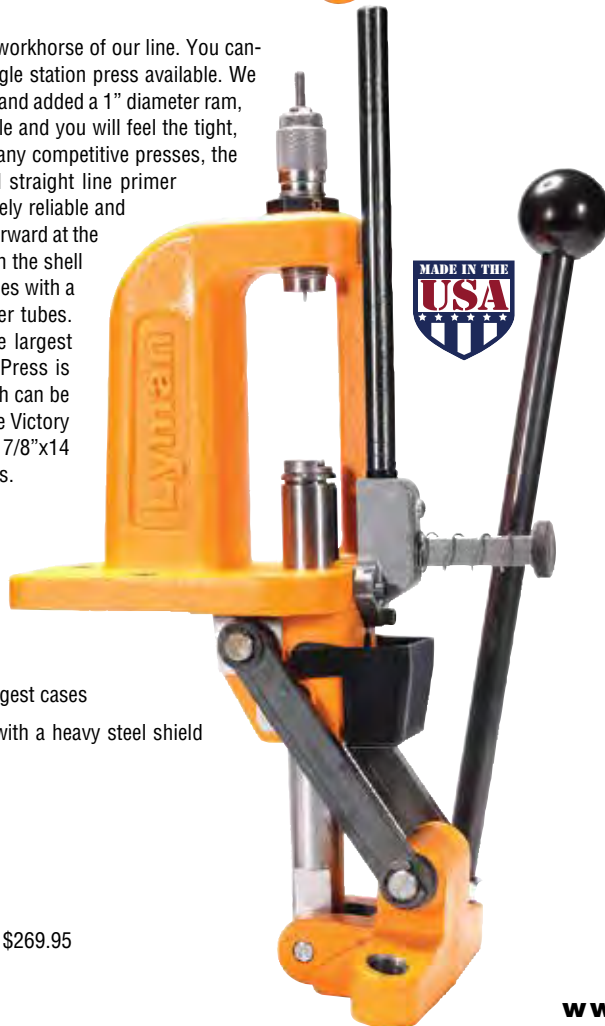 workhorse of our line. You can-
gle station press available. We
and added a 1” diameter ram,
le and you will feel the tight,
any competitive presses, the
straight line primer
ely reliable and
rward at the
the shell
es with a
er tubes.
e largest
Press is
h can be
e Victory
7/8”x14
s.
Lyman
MADE IN THE
USA
gest cases
with a heavy steel shield
$269.95
ww